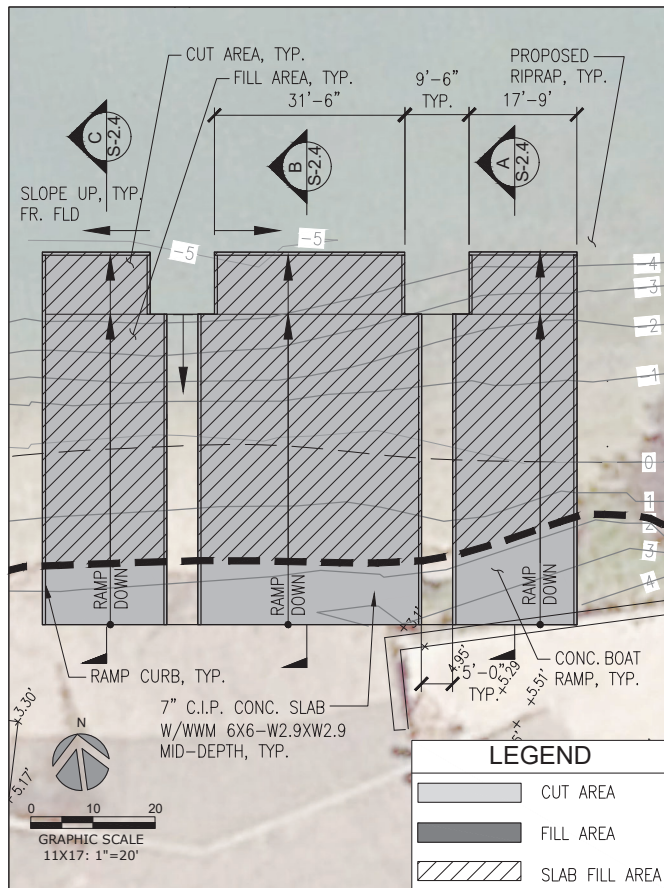 CUT AREA, TYP.
FILL AREA, TYP.
31'-6"
9'-6"
TYP.
PROPOSED
RIPRAP, TYP.
17'-9'
C
S-2.4
B
S-2.4
A
S-2.4
SLOPE UP, TYP.
FR. FLD
-5
-5
-4
-3
-2
-1
0
1
2
3
4
RAMP
DOWN
RAMP
DOWN
RAMP
DOWN
RAMP CURB, TYP.
7" C.I.P. CONC. SLAB
W/WWM 6X6-W2.9XW2.9
MID-DEPTH, TYP.
+3.1'
4.95'
5'-0"
TYP.
+5.29
+5.51'
CONC. BOAT
RAMP, TYP.
+3.30'
+5.17'
N
0 10 20
GRAPHIC SCALE
11X17: 1"=20'
LEGEND
CUT AREA
FILL AREA
SLAB FILL AREA